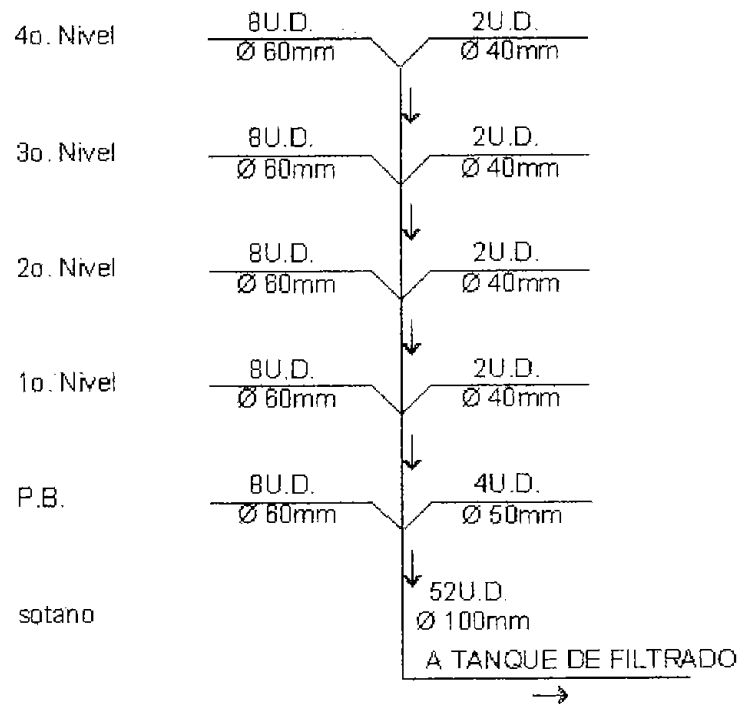 4o. Nivel 8U.D. 2U.D.
Ø 60mm Ø 40mm
3o. Nivel 8U.D. 2U.D.
Ø 60mm Ø 40mm
2o. Nivel 8U.D. 2U.D.
Ø 60mm Ø 40mm
1o. Nivel 8U.D. 2U.D.
Ø 60mm Ø 40mm
P.B. 8U.D. 4U.D.
Ø 60mm Ø 50mm
sotano 52U.D.
Ø 100mm
A TANQUE DE FILTRADO